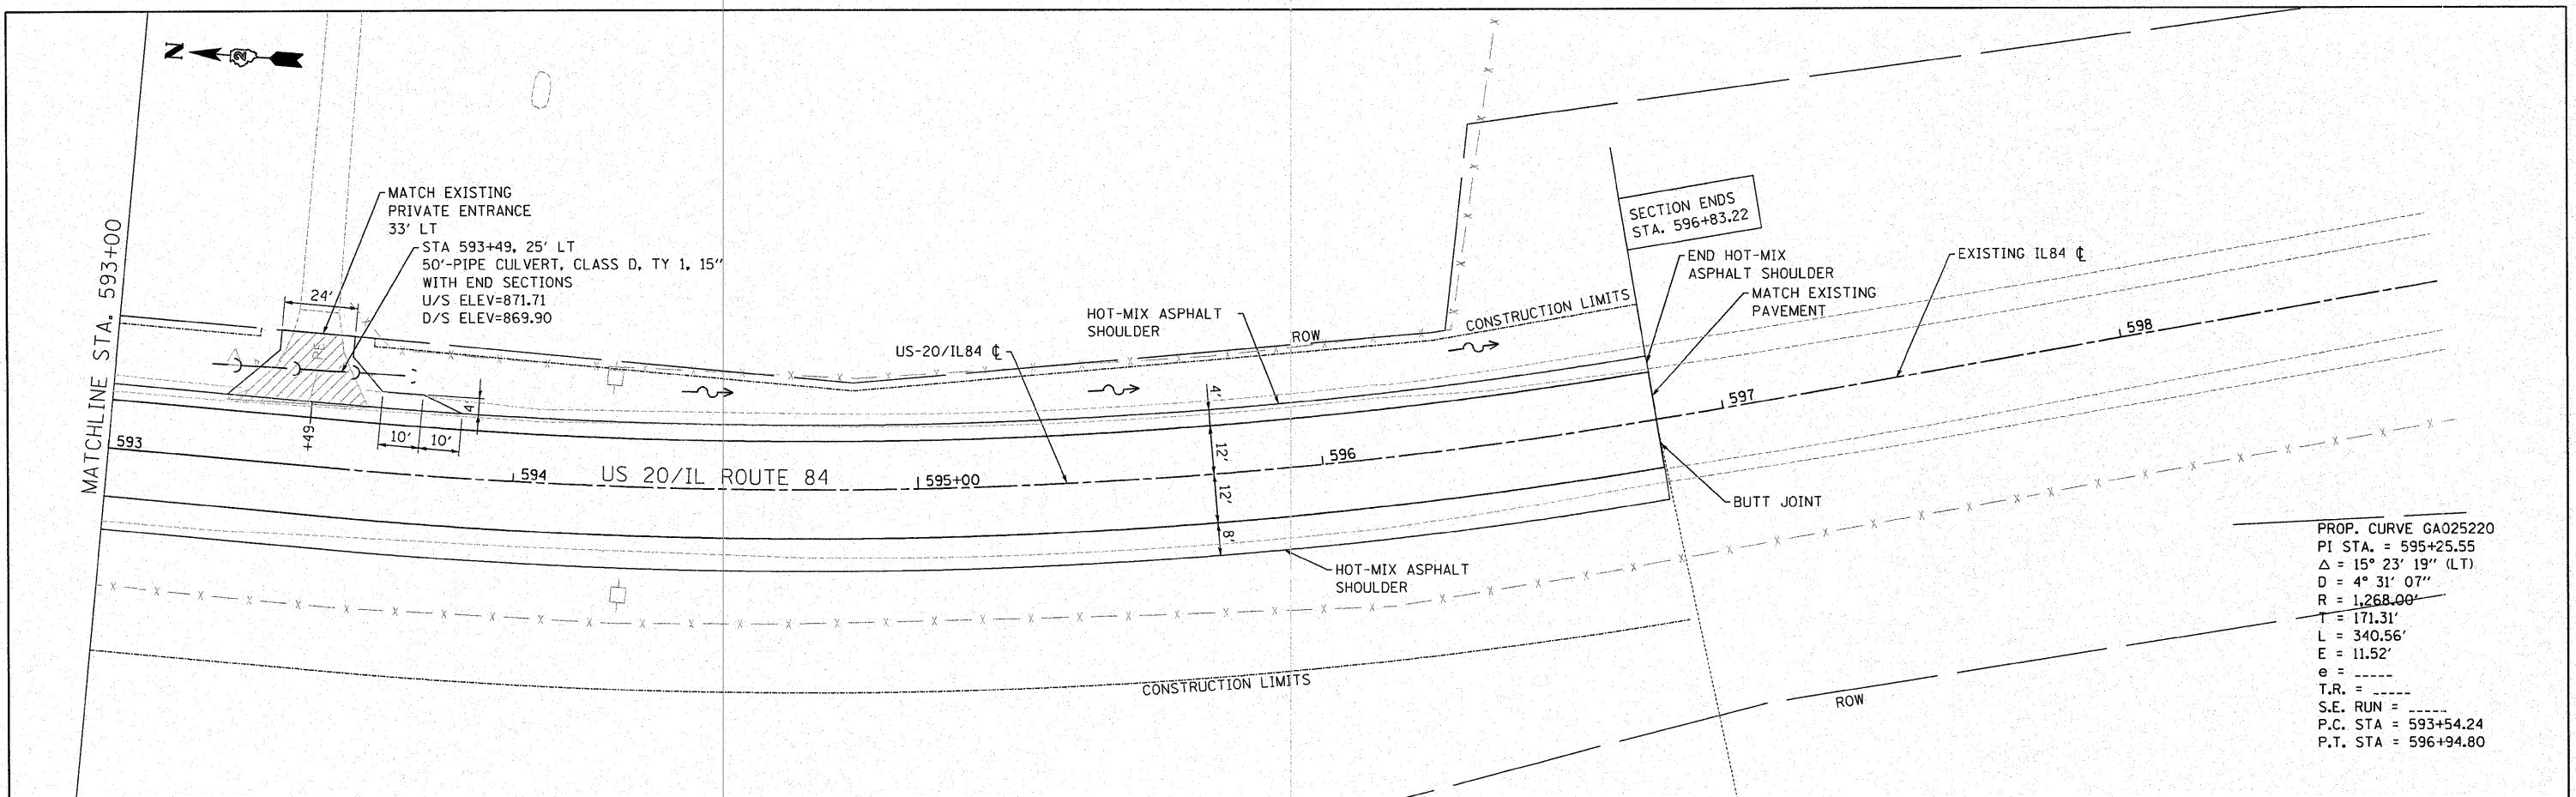 N
2
MATCHLINE STA. 593+00
MATCH EXISTING
PRIVATE ENTRANCE
33' LT
STA 593+49, 25' LT
50'-PIPE CULVERT, CLASS D, TY 1, 15"
WITH END SECTIONS
U/S ELEV=871.71
D/S ELEV=869.90
24'
PE
+49
10'
10'
4'
593
594
US 20/IL ROUTE 84
595+00
US-20/IL84 ℄
HOT-MIX ASPHALT
SHOULDER
ROW
CONSTRUCTION LIMITS
4'
12'
12'
8'
596
SECTION ENDS
STA. 596+83.22
END HOT-MIX
ASPHALT SHOULDER
MATCH EXISTING
PAVEMENT
EXISTING IL84 ℄
597
598
BUTT JOINT
HOT-MIX ASPHALT
SHOULDER
CONSTRUCTION LIMITS
ROW
PROP. CURVE GA025220
PI STA. = 595+25.55
Δ = 15° 23' 19" (LT)
D = 4° 31' 07"
R = 1,268.00'
T = 171.31'
L = 340.56'
E = 11.52'
e = _____
T.R. = _____
S.E. RUN = _____
P.C. STA = 593+54.24
P.T. STA = 596+94.80